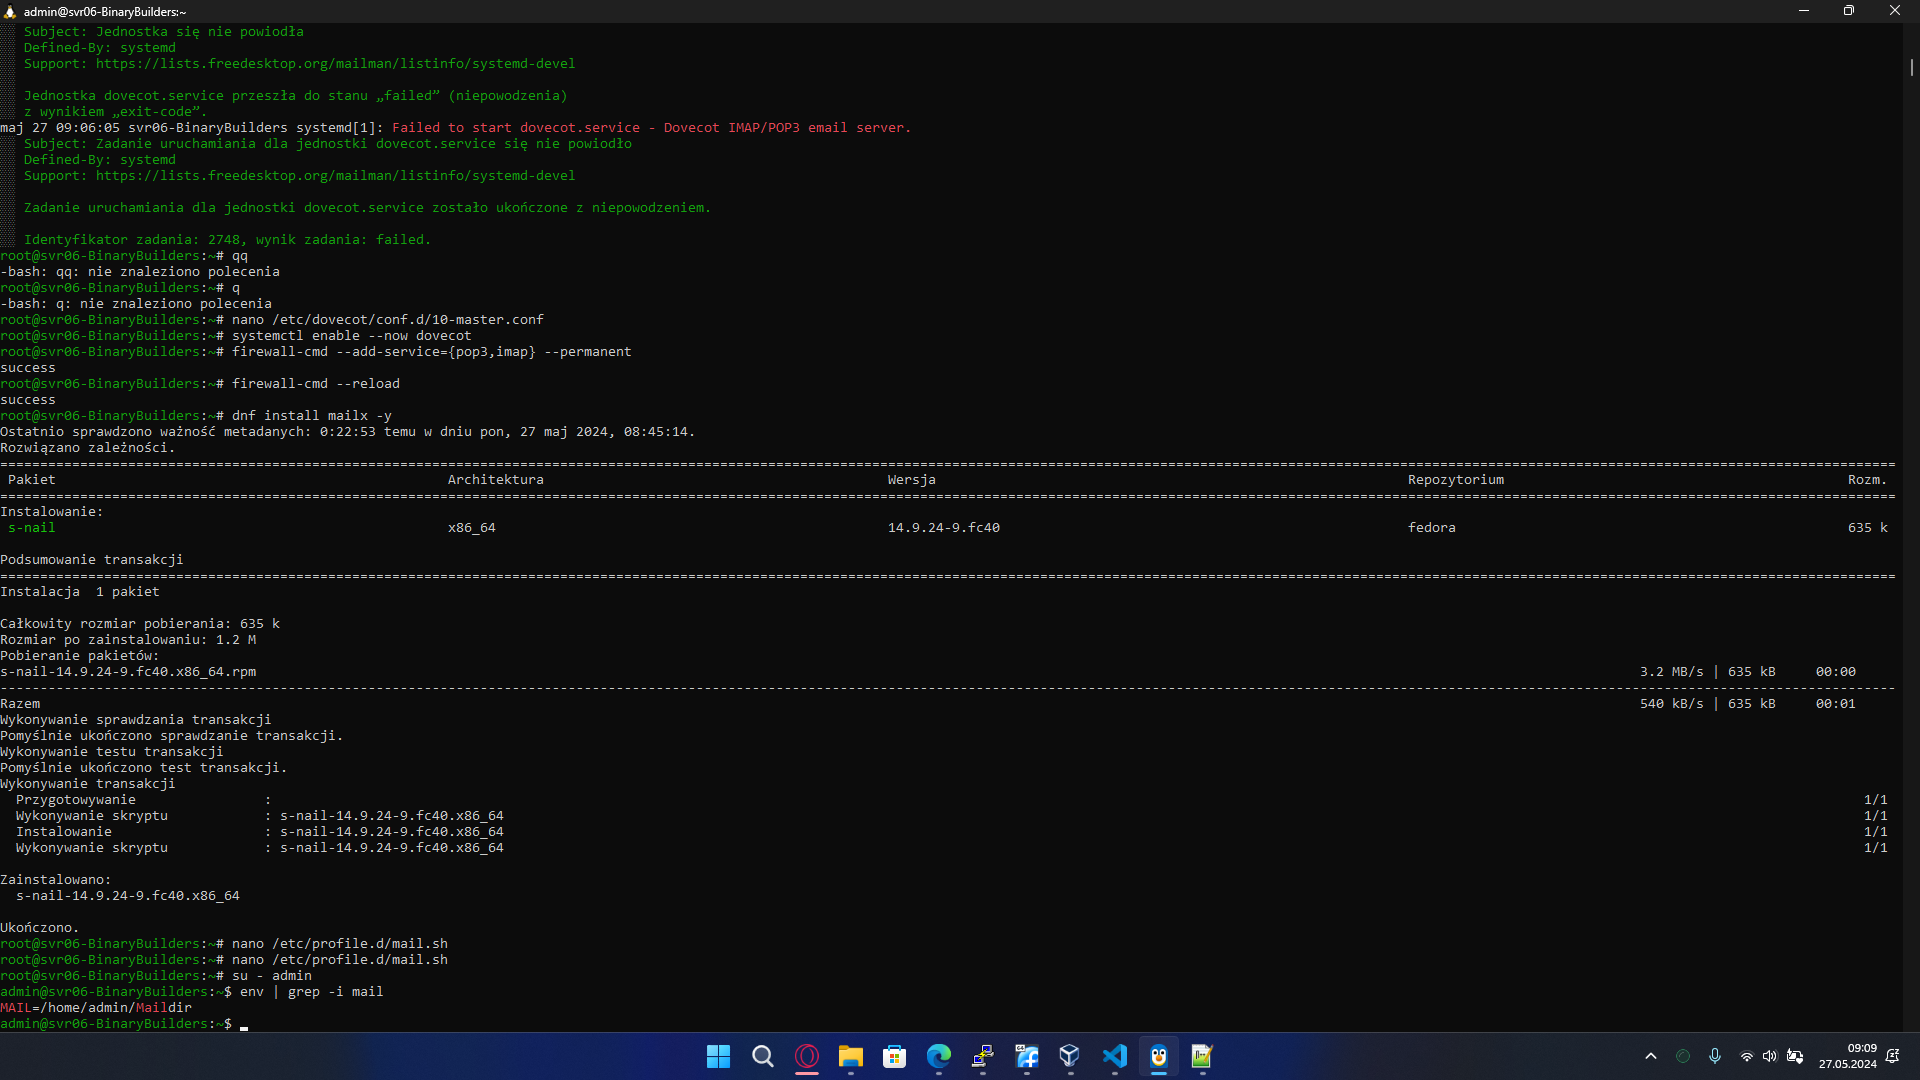 admin@svr06-BinaryBuilders:~
Subject: Jednostka się nie powiodła
Defined-By: systemd
Support: https://lists.freedesktop.org/mailman/listinfo/systemd-devel
Jednostka dovecot.service przeszła do stanu „failed” (niepowodzenia)
z wynikiem „exit-code”.
maj 27 09:06:05 svr06-BinaryBuilders systemd[1]: Failed to start dovecot.service - Dovecot IMAP/POP3 email server.
Subject: Zadanie uruchamiania dla jednostki dovecot.service się nie powiodło
Defined-By: systemd
Support: https://lists.freedesktop.org/mailman/listinfo/systemd-devel
Zadanie uruchamiania dla jednostki dovecot.service zostało ukończone z niepowodzeniem.
Identyfikator zadania: 2748, wynik zadania: failed.
root@svr06-BinaryBuilders:~# qq
-bash: qq: nie znaleziono polecenia
root@svr06-BinaryBuilders:~# q
-bash: q: nie znaleziono polecenia
root@svr06-BinaryBuilders:~# nano /etc/dovecot/conf.d/10-master.conf
root@svr06-BinaryBuilders:~# systemctl enable --now dovecot
root@svr06-BinaryBuilders:~# firewall-cmd --add-service={pop3,imap} --permanent
success
root@svr06-BinaryBuilders:~# firewall-cmd --reload
success
root@svr06-BinaryBuilders:~# dnf install mailx -y
Ostatnio sprawdzono ważność metadanych: 0:22:53 temu w dniu pon, 27 maj 2024, 08:45:14.
Rozwiązano zależności.
Pakiet Architektura Wersja Repozytorium Rozm.
Instalowanie:
s-nail x86_64 14.9.24-9.fc40 fedora 635 k
Podsumowanie transakcji
Instalacja 1 pakiet
Całkowity rozmiar pobierania: 635 k
Rozmiar po zainstalowaniu: 1.2 M
Pobieranie pakietów:
s-nail-14.9.24-9.fc40.x86_64.rpm 3.2 MB/s | 635 kB 00:00
Razem 540 kB/s | 635 kB 00:01
Wykonywanie sprawdzania transakcji
Pomyślnie ukończono sprawdzanie transakcji.
Wykonywanie testu transakcji
Pomyślnie ukończono test transakcji.
Wykonywanie transakcji
Przygotowywanie : 1/1
Wykonywanie skryptu : s-nail-14.9.24-9.fc40.x86_64 1/1
Instalowanie : s-nail-14.9.24-9.fc40.x86_64 1/1
Wykonywanie skryptu : s-nail-14.9.24-9.fc40.x86_64 1/1
Zainstalowano:
s-nail-14.9.24-9.fc40.x86_64
Ukończono.
root@svr06-BinaryBuilders:~# nano /etc/profile.d/mail.sh
root@svr06-BinaryBuilders:~# nano /etc/profile.d/mail.sh
root@svr06-BinaryBuilders:~# su - admin
admin@svr06-BinaryBuilders:~$ env | grep -i mail
MAIL=/home/admin/Maildir
admin@svr06-BinaryBuilders:~$
09:09
27.05.2024